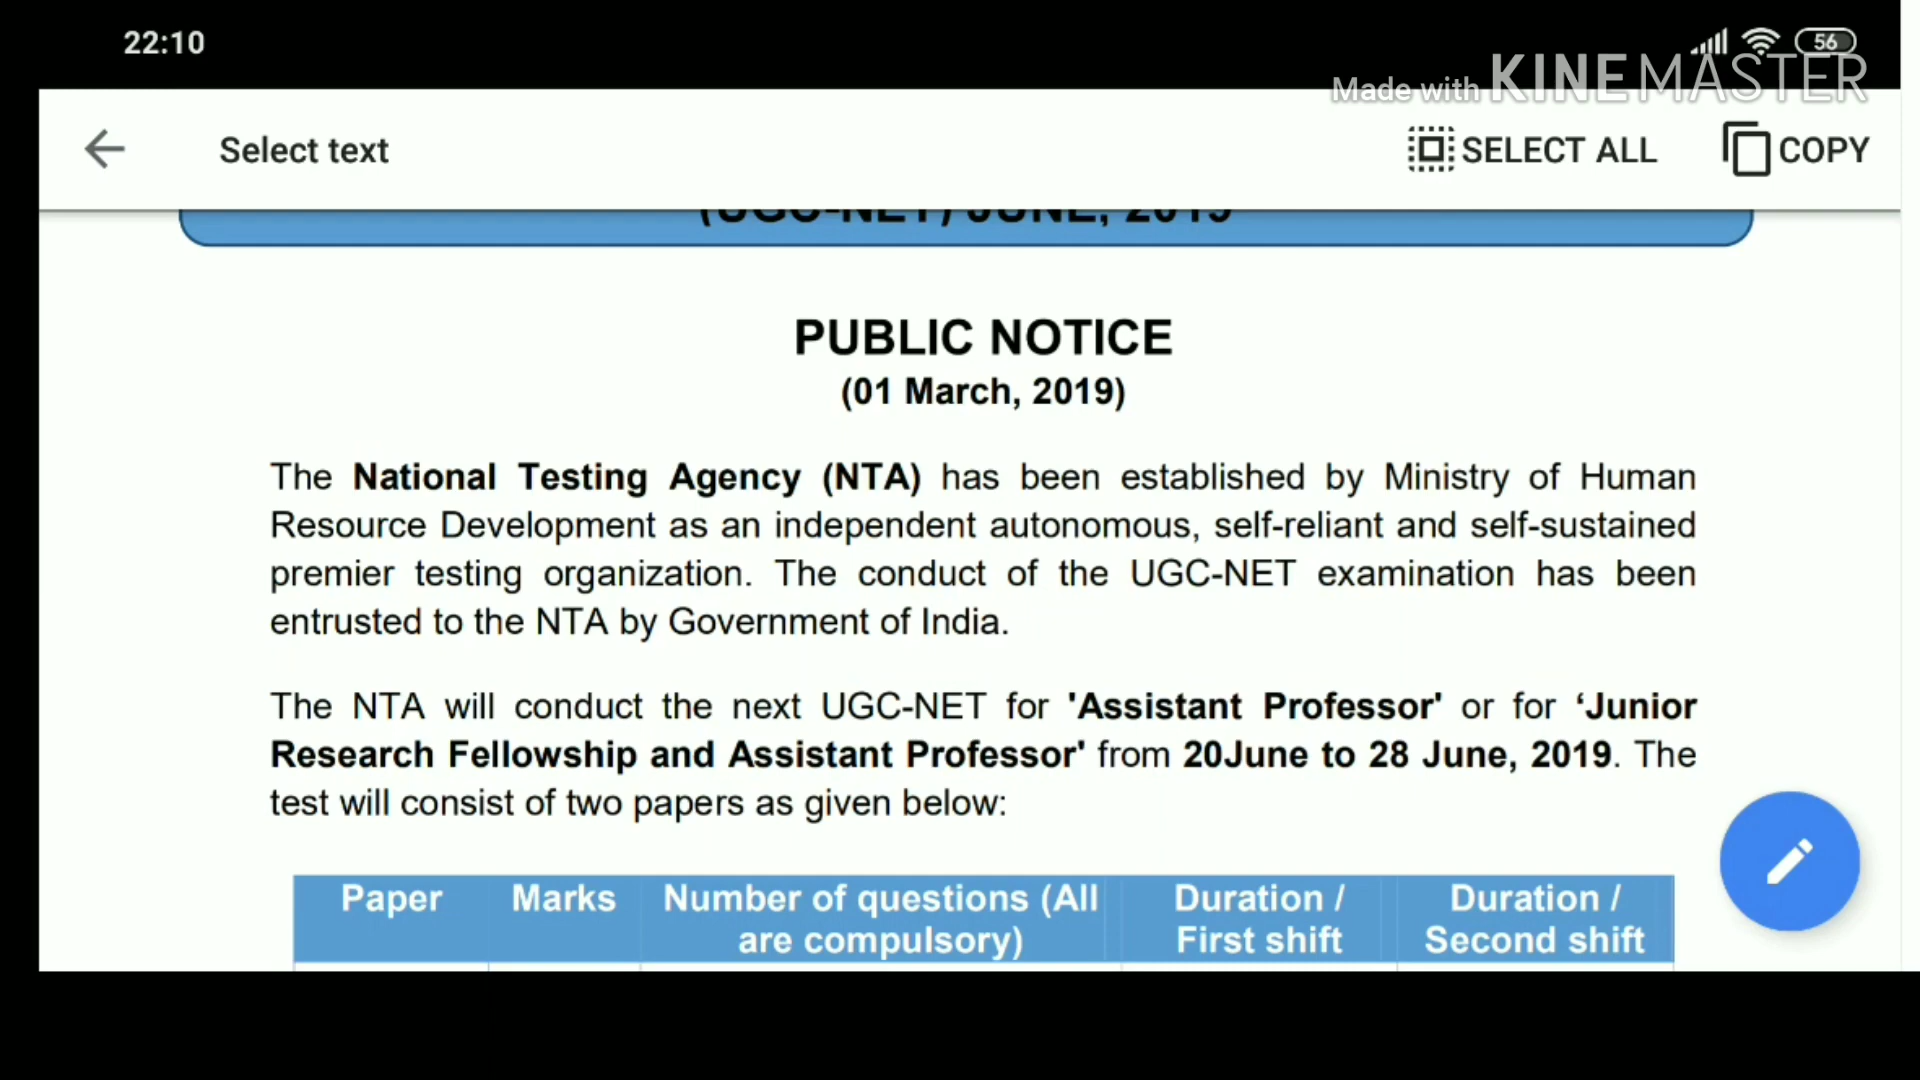 22:10
56
Made with KINEMASTER
Select text
SELECT ALL
COPY
(UGC-NET) JUNE, 2019
PUBLIC NOTICE
(01 March, 2019)
The National Testing Agency (NTA) has been established by Ministry of Human
Resource Development as an independent autonomous, self-reliant and self-sustained
premier testing organization. The conduct of the UGC-NET examination has been
entrusted to the NTA by Government of India.
The NTA will conduct the next UGC-NET for 'Assistant Professor' or for ‘Junior
Research Fellowship and Assistant Professor' from 20June to 28 June, 2019. The
test will consist of two papers as given below:
Paper Marks Number of questions (All Duration / Duration /
are compulsory) First shift Second shift